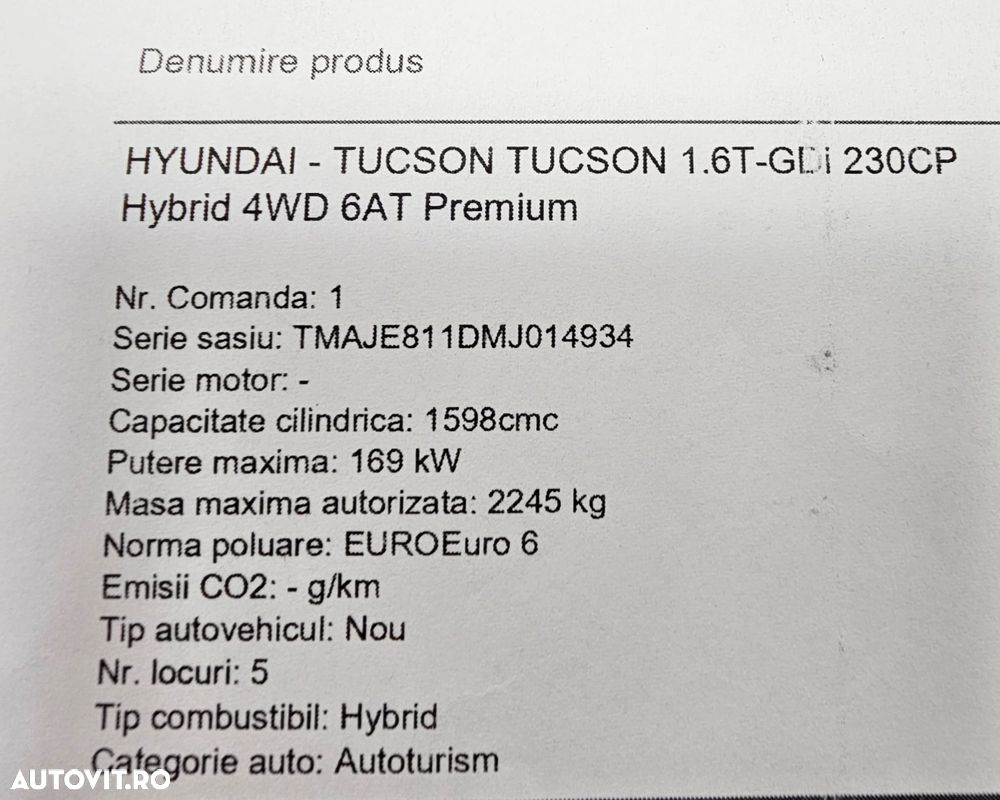 Denumire produs
HYUNDAI - TUCSON TUCSON 1.6T-GDi 230CP
Hybrid 4WD 6AT Premium
Nr. Comanda: 1
Serie sasiu: TMAJE811DMJ014934
Serie motor: -
Capacitate cilindrica: 1598cmc
Putere maxima: 169 kW
Masa maxima autorizata: 2245 kg
Norma poluare: EUROEuro 6
Emisii CO2: - g/km
Tip autovehicul: Nou
Nr. locuri: 5
Tip combustibil: Hybrid
Categorie auto: Autoturism
AUTOVIT.RO